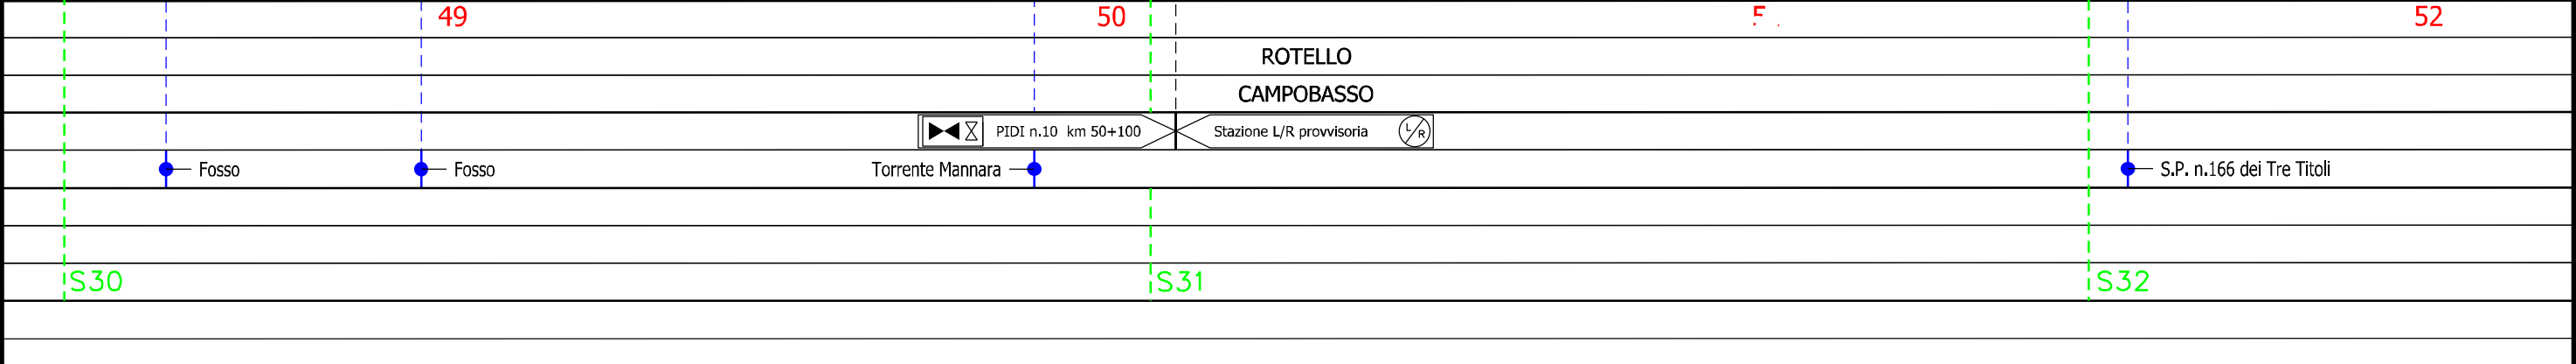 49 50 52
ROTELLO
CAMPOBASSO
PIDI n.10 km 50+100 Stazione L/R provvisoria L/R
Fosso Fosso Torrente Mannara S.P. n.166 dei Tre Titoli
S30 S31 S32